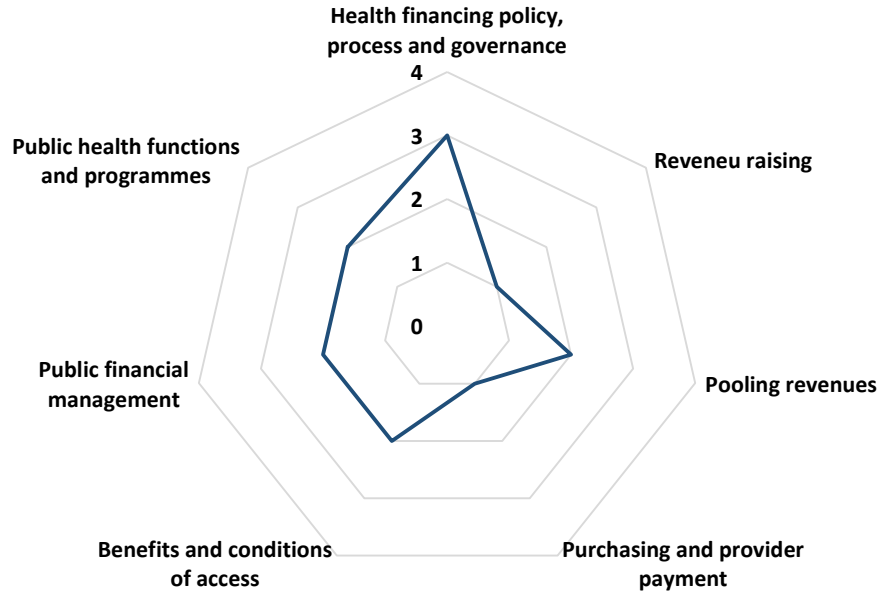 Health financing policy,
process and governance
4
3
2
1
0
Reveneu raising
Pooling revenues
Purchasing and provider
payment
Benefits and conditions
of access
Public financial
management
Public health functions
and programmes